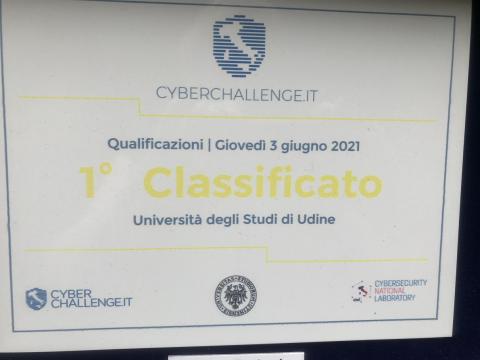 CYBERCHALLENGE.IT
Qualificazioni | Giovedì 3 giugno 2021
1° Classificato
Università degli Studi di Udine
CYBER
CHALLENGE.IT
CYBERSECURITY
NATIONAL
LABORATORY